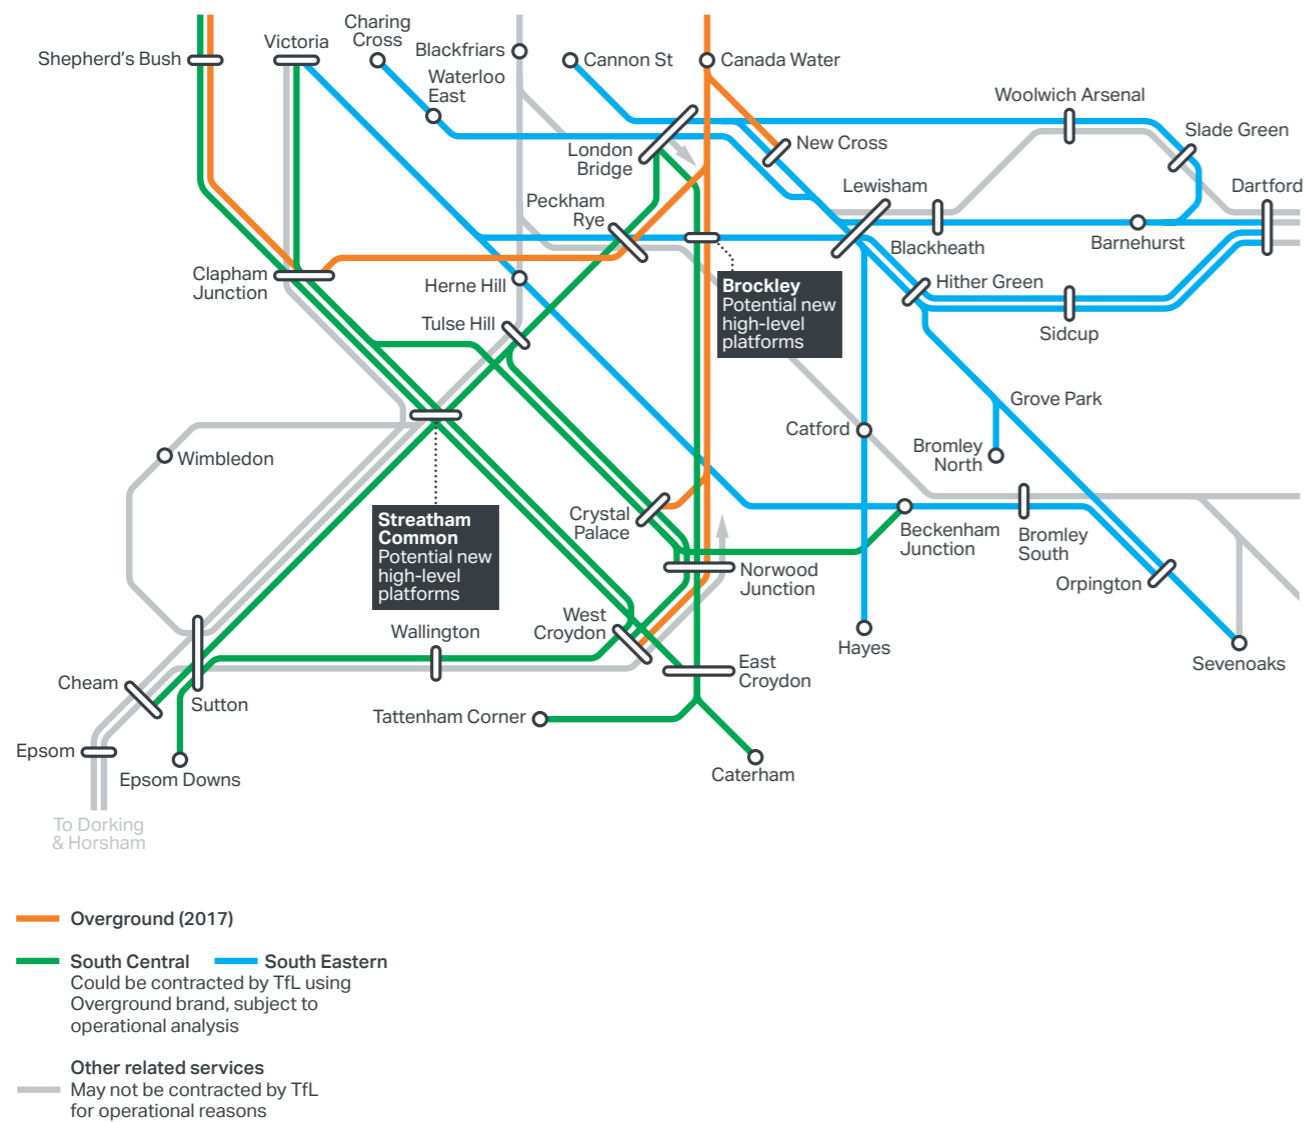 Shepherd's Bush
Victoria
Charing
Cross
Blackfriars
Waterloo
East
Cannon St
Canada Water
Woolwich Arsenal
Slade Green
London
Bridge
New Cross
Lewisham
Dartford
Peckham
Rye
Blackheath
Barnehurst
Clapham
Junction
Herne Hill
Brockley
Potential new
high-level
platforms
Hither Green
Sidcup
Tulse Hill
Grove Park
Catford
Bromley
North
Wimbledon
Streatham
Common
Potential new
high-level
platforms
Crystal
Palace
Beckenham
Junction
Bromley
South
Norwood
Junction
Orpington
West
Croydon
Wallington
Hayes
Sevenoaks
East
Croydon
Cheam
Sutton
Tattenham Corner
Epsom
Epsom Downs
Caterham
To Dorking
& Horsham
Overground (2017)
South Central
South Eastern
Could be contracted by TfL using
Overground brand, subject to
operational analysis
Other related services
May not be contracted by TfL
for operational reasons